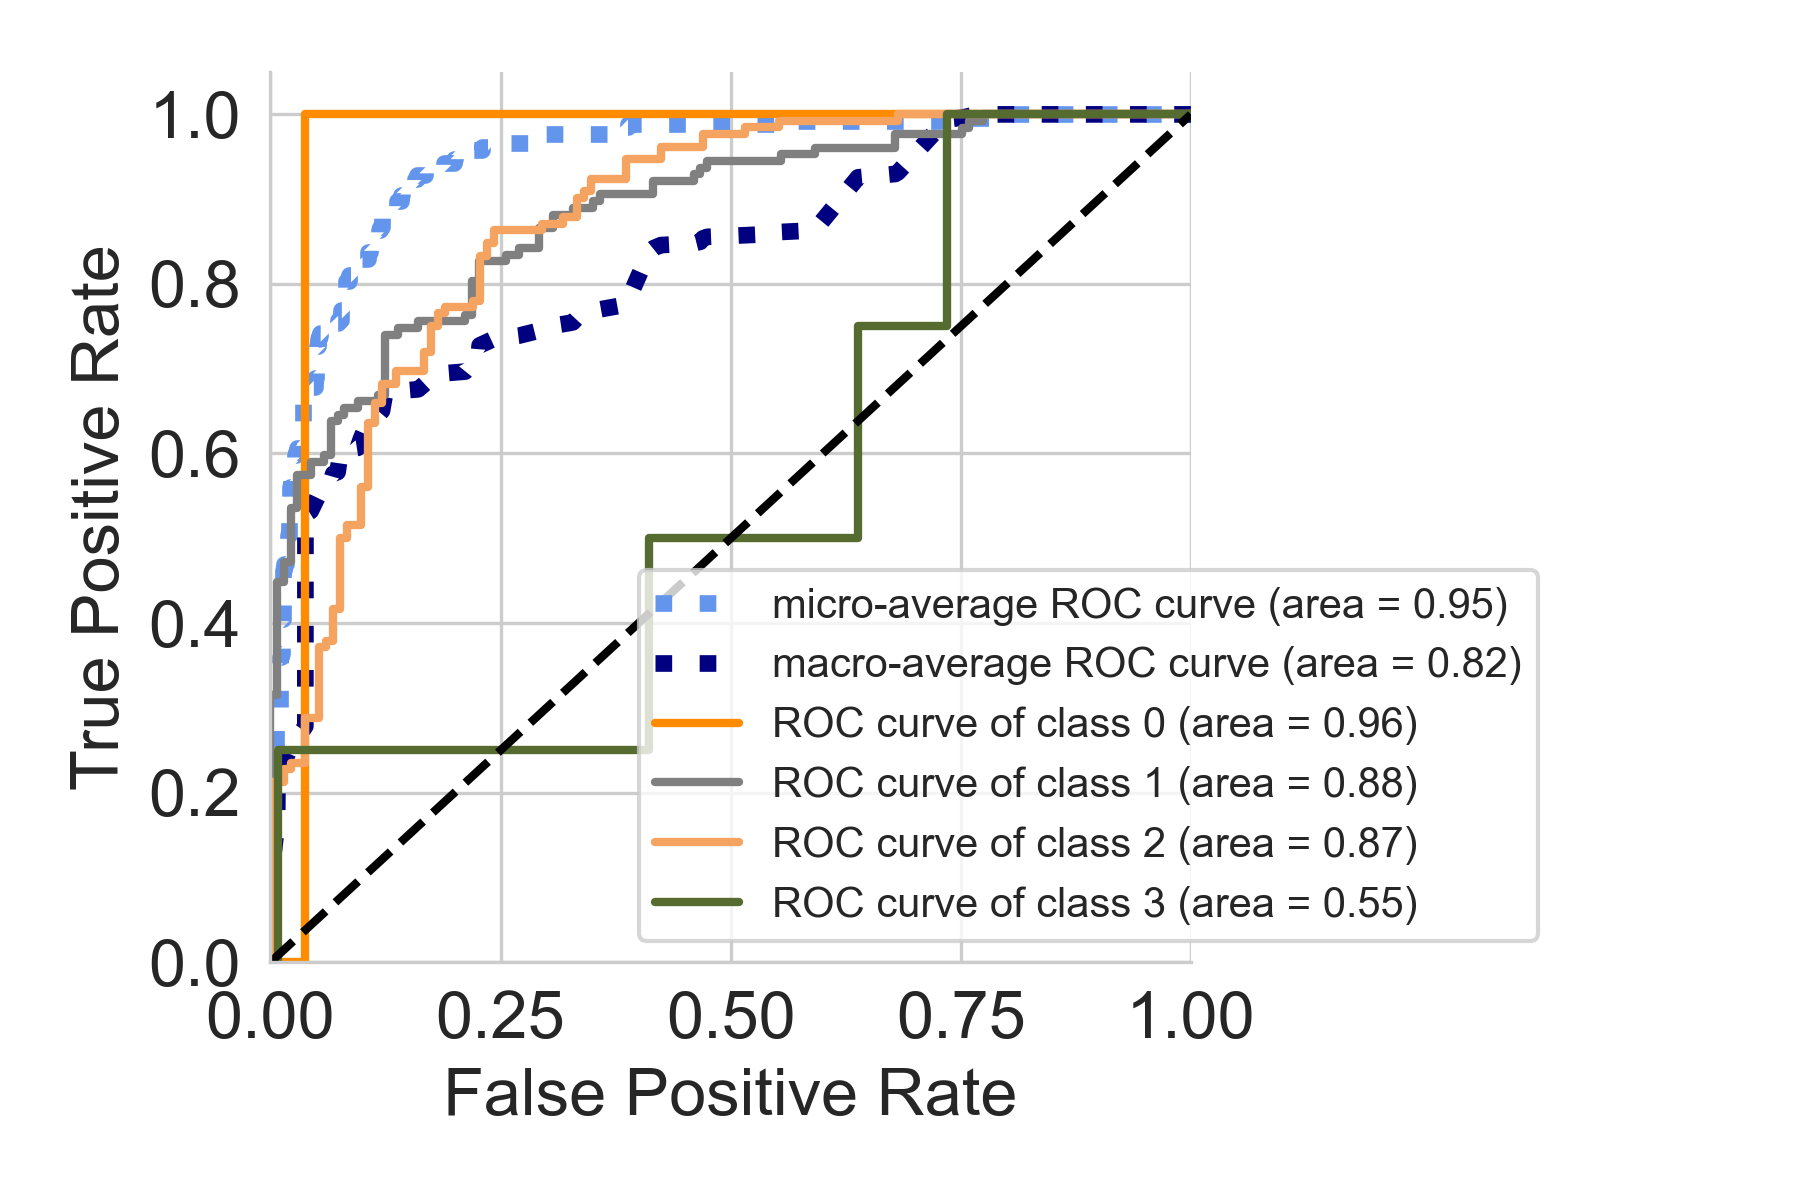 True Positive Rate
1.0
0.8
0.6
0.4
0.2
0.0
0.00 0.25 0.50 0.75 1.00
False Positive Rate
micro-average ROC curve (area = 0.95)
macro-average ROC curve (area = 0.82)
ROC curve of class 0 (area = 0.96)
ROC curve of class 1 (area = 0.88)
ROC curve of class 2 (area = 0.87)
ROC curve of class 3 (area = 0.55)